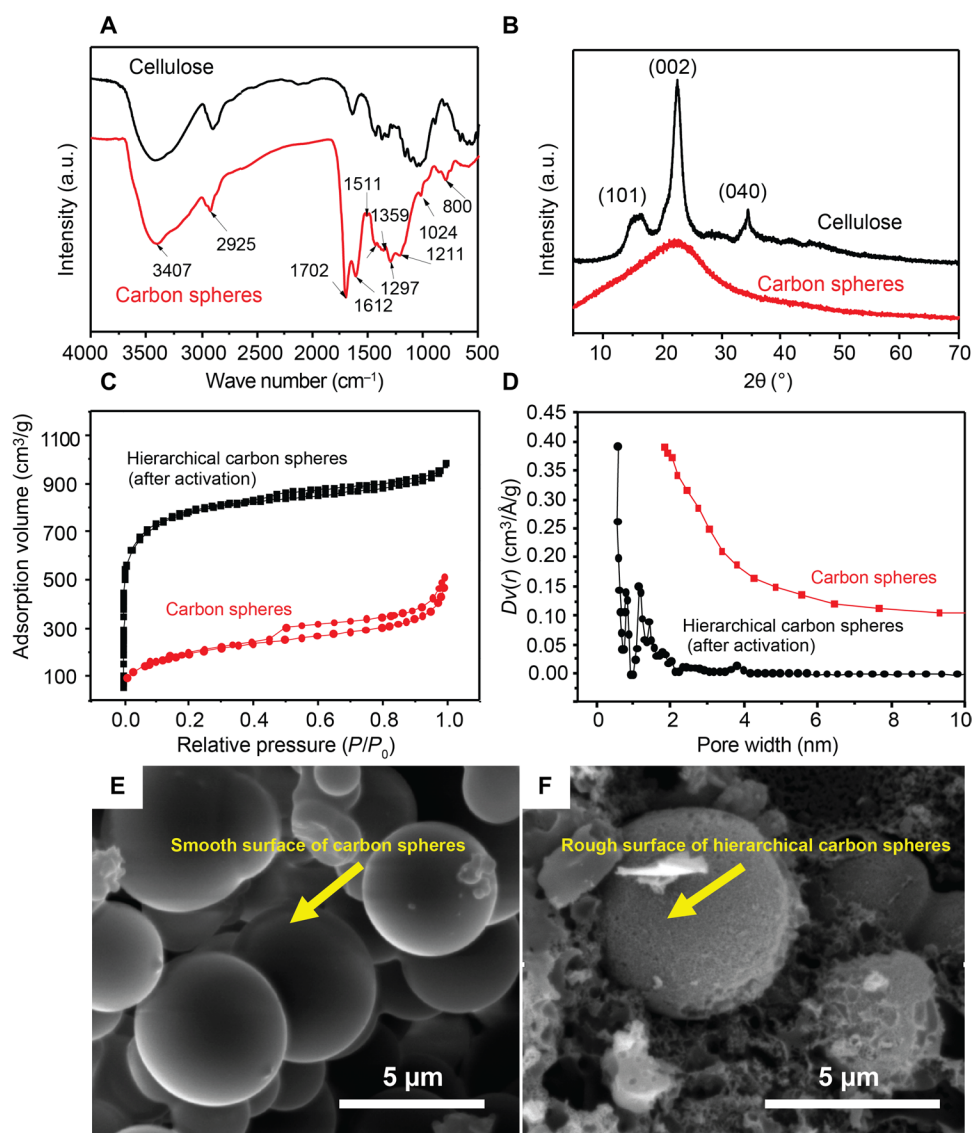 A
Cellulose
Intensity (a.u.)
1511
1359
800
1024
2925
1211
3407
1702
1297
Carbon spheres
1612
4000 3500 3000 2500 2000 1500 1000 500
Wave number (cm⁻¹)
B
(002)
(101)
(040)
Intensity (a.u.)
Cellulose
Carbon spheres
10 20 30 40 50 60 70
2θ (°)
C
Adsorption volume (cm³/g)
1100
900
700
500
300
100
Hierarchical carbon spheres
(after activation)
Carbon spheres
0.0 0.2 0.4 0.6 0.8 1.0
Relative pressure (P/P₀)
D
Dv(r) (cm³/Å/g)
0.45
0.40
0.35
0.30
0.25
0.20
0.15
0.10
0.05
0.00
Carbon spheres
Hierarchical carbon spheres
(after activation)
0 2 4 6 8 10
Pore width (nm)
E
Smooth surface of carbon spheres
5 µm
F
Rough surface of hierarchical carbon spheres
5 µm